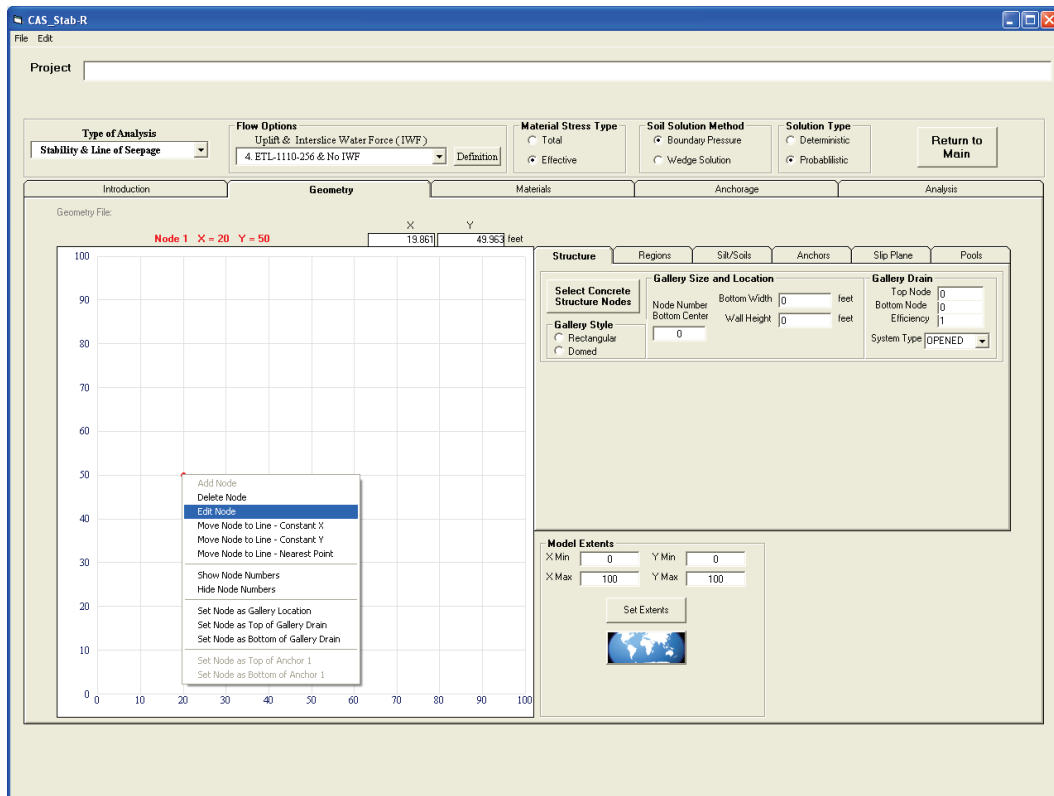 CAS_Stab-R
File Edit
Project
Type of Analysis
Stability & Line of Seepage
Flow Options
Uplift & Interslice Water Force ( IWF )
4. ETL-1110-256 & No IWF
Definition
Material Stress Type
Total
Effective
Soil Solution Method
Boundary Pressure
Wedge Solution
Solution Type
Deterministic
Probablilistic
Return to
Main
Introduction Geometry Materials Anchorage Analysis
Geometry File:
X Y
Node 1 X = 20 Y = 50
19.861 49.963 feet
100
90
80
70
60
50
40
30
20
10
0
0 10 20 30 40 50 60 70 80 90 100
Add Node
Delete Node
Edit Node
Move Node to Line - Constant X
Move Node to Line - Constant Y
Move Node to Line - Nearest Point
Show Node Numbers
Hide Node Numbers
Set Node as Gallery Location
Set Node as Top of Gallery Drain
Set Node as Bottom of Gallery Drain
Set Node as Top of Anchor 1
Set Node as Bottom of Anchor 1
Structure Regions Silt/Soils Anchors Slip Plane Pools
Select Concrete
Structure Nodes
Gallery Style
Rectangular
Domed
Gallery Size and Location
Node Number
Bottom Center
0
Bottom Width 0 feet
Wall Height 0 feet
Gallery Drain
Top Node 0
Bottom Node 0
Efficiency 1
System Type OPENED
Model Extents
X Min 0 Y Min 0
X Max 100 Y Max 100
Set Extents